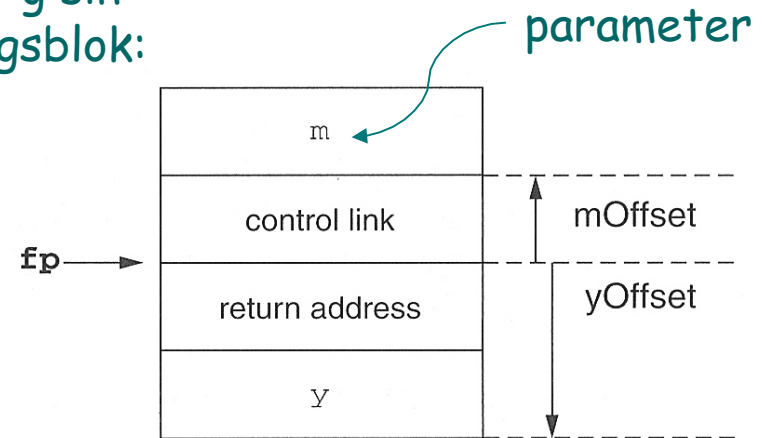 gsblok:
parameter
m
control link
mOffset
fp
return address
yOffset
y